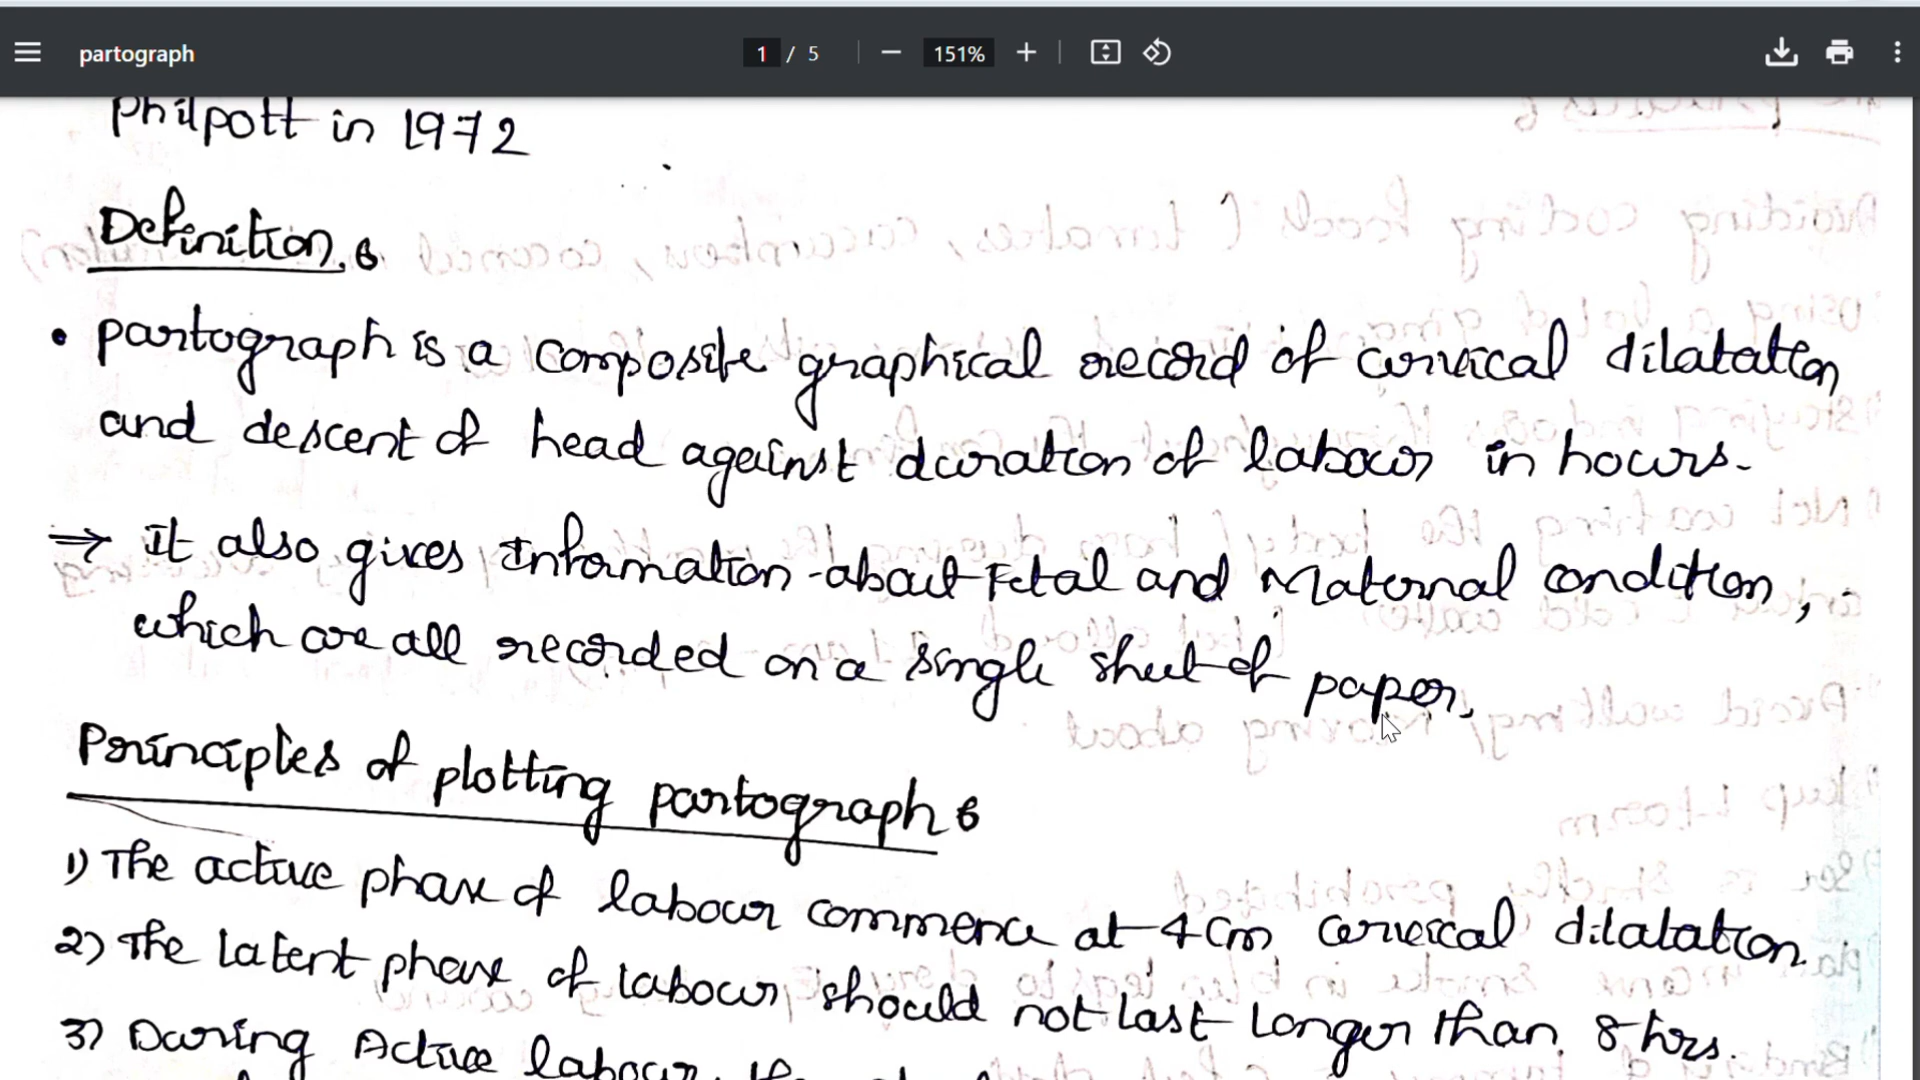 partograph
1 / 5
151%
Philpott in 1972
Definition :
• partograph is a composite graphical record of cervical dilatation
and descent of head against duration of labour in hours.
⇒ It also gives Information about Fetal and Maternal condition,
which are all recorded on a single sheet of paper.
Principles of plotting partograph :
1) The active phase of labour commence at 4 cm cervical dilatation.
2) The latent phase of labour should not last longer than 8 hrs.
3) During Active labour, the